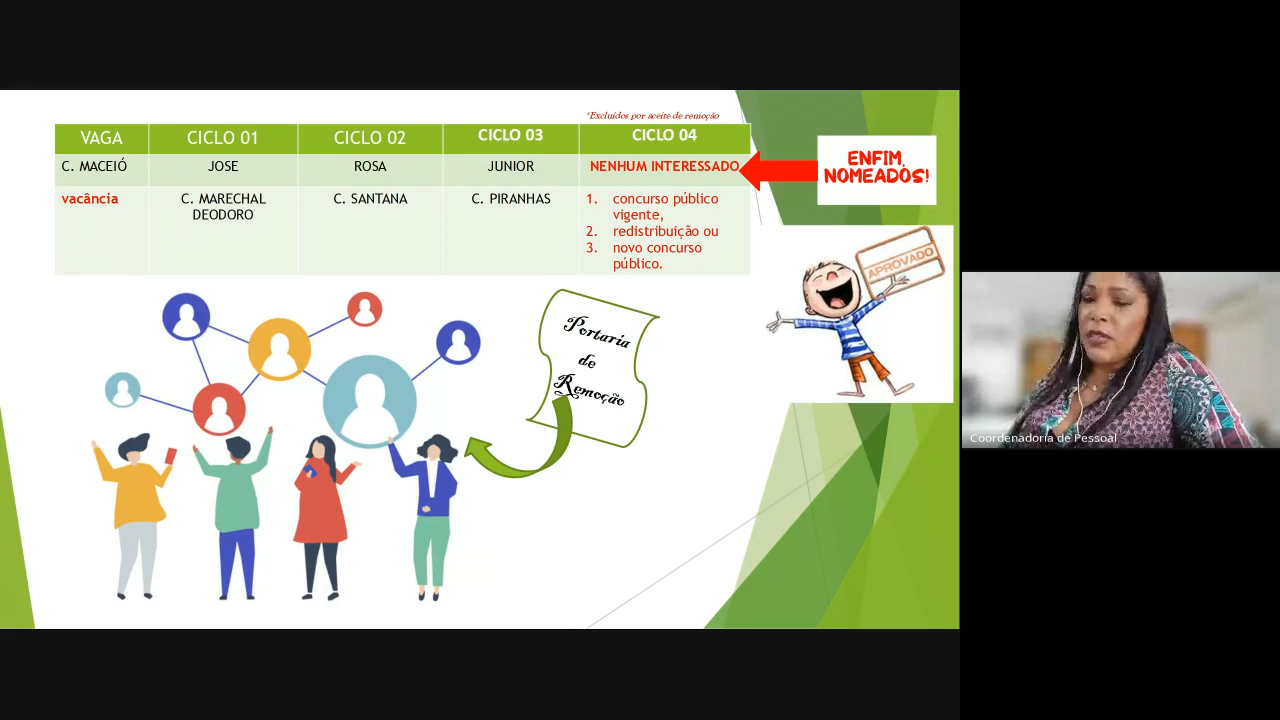 *Excluídos por aceite de remoção
VAGA CICLO 01 CICLO 02 CICLO 03 CICLO 04
C. MACEIÓ JOSE ROSA JUNIOR NENHUM INTERESSADO
vacância C. MARECHAL DEODORO C. SANTANA C. PIRANHAS
1. concurso público
vigente,
2. redistribuição ou
3. novo concurso
público.
ENFIM,
NOMEADOS!
APROVADO
Portaria
de
Remoção
Coordenadoria de Pessoal